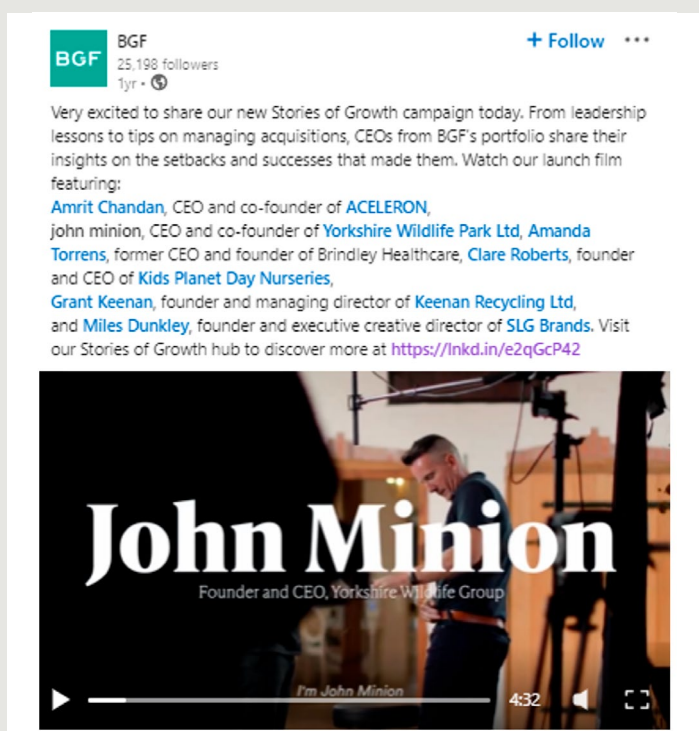 BGF
BGF
+ Follow ...
25,198 followers
1yr •
Very excited to share our new Stories of Growth campaign today. From leadership
lessons to tips on managing acquisitions, CEOs from BGF's portfolio share their
insights on the setbacks and successes that made them. Watch our launch film
featuring:
Amrit Chandan, CEO and co-founder of ACELERON,
john minion, CEO and co-founder of Yorkshire Wildlife Park Ltd, Amanda
Torrens, former CEO and founder of Brindley Healthcare, Clare Roberts, founder
and CEO of Kids Planet Day Nurseries,
Grant Keenan, founder and managing director of Keenan Recycling Ltd,
and Miles Dunkley, founder and executive creative director of SLG Brands. Visit
our Stories of Growth hub to discover more at https://lnkd.in/e2qGcP42
John Minion
Founder and CEO, Yorkshire Wildlife Group
I'm John Minion
4:32